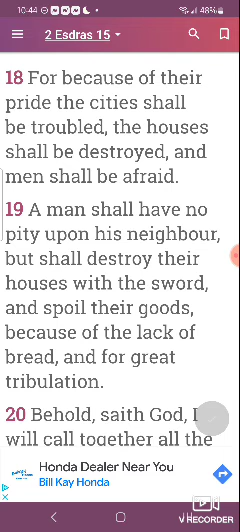 10:44
48%
2 Esdras 15
18 For because of their
pride the cities shall
be troubled, the houses
shall be destroyed, and
men shall be afraid.
19 A man shall have no
pity upon his neighbour,
but shall destroy their
houses with the sword,
and spoil their goods,
because of the lack of
bread, and for great
tribulation.
20 Behold, saith God, I
will call together all the
Honda Dealer Near You
Bill Kay Honda
V RECORDER